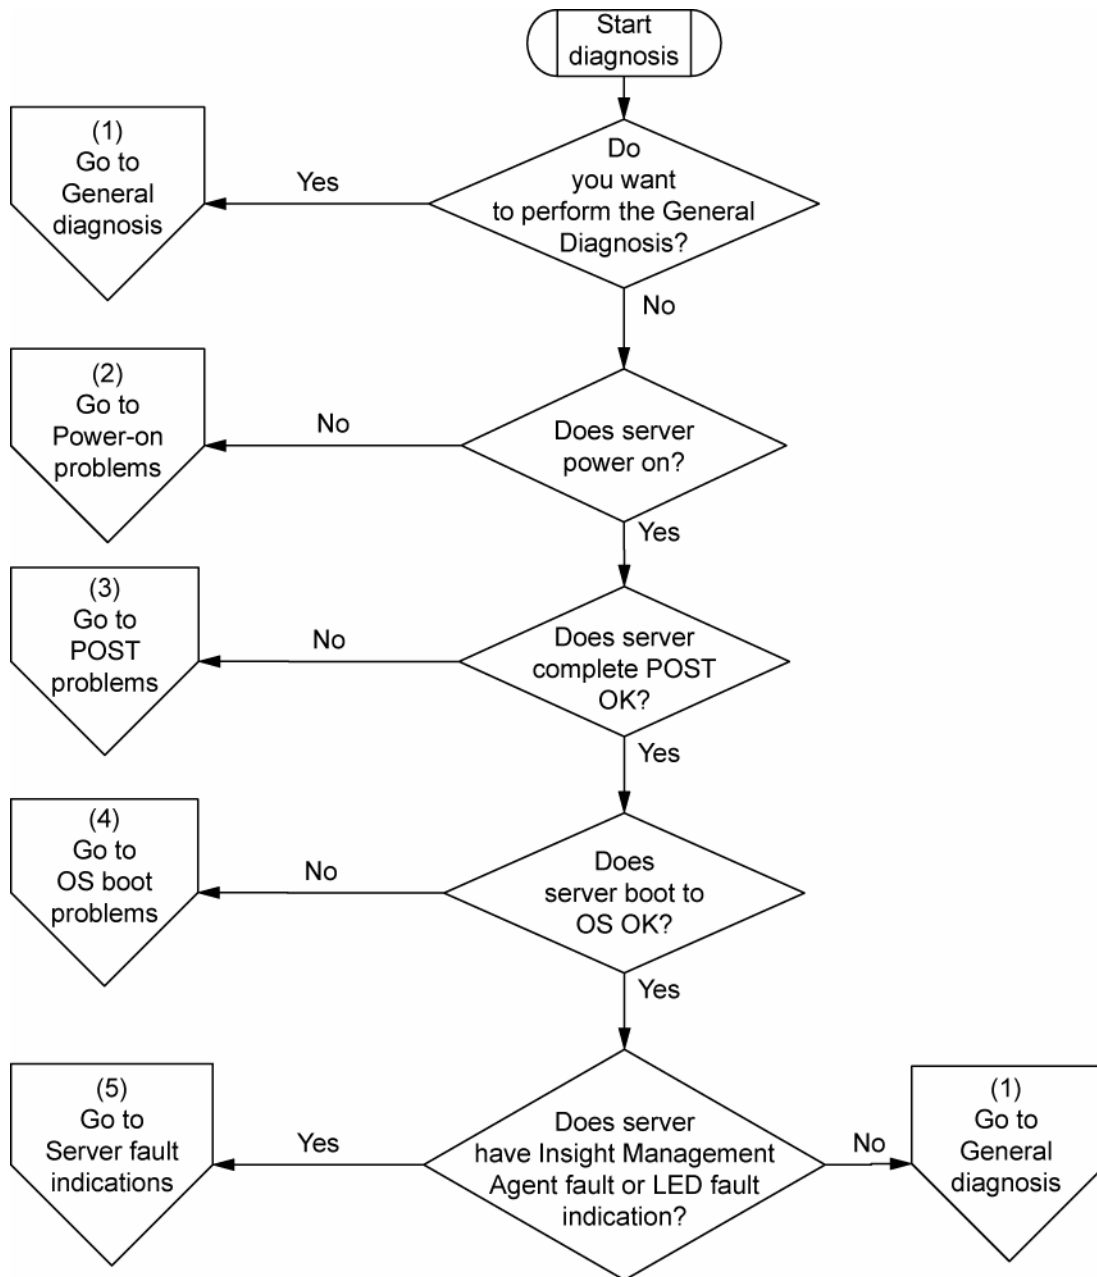 Start
diagnosis
Do
you want
to perform the General
Diagnosis?
Yes
(1)
Go to
General
diagnosis
No
Does server
power on?
No
(2)
Go to
Power-on
problems
Yes
Does server
complete POST
OK?
No
(3)
Go to
POST
problems
Yes
Does
server boot to
OS OK?
No
(4)
Go to
OS boot
problems
Yes
Does server
have Insight Management
Agent fault or LED fault
indication?
Yes
(5)
Go to
Server fault
indications
No
(1)
Go to
General
diagnosis